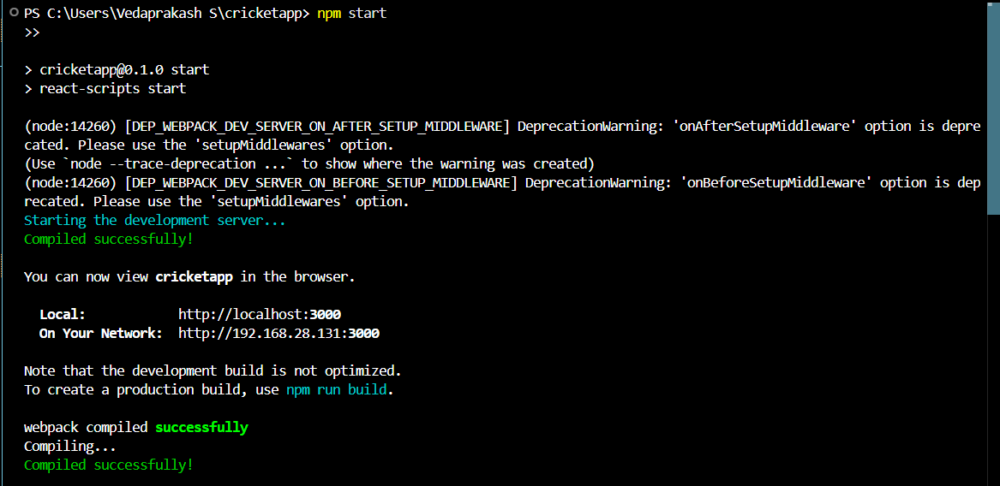 PS C:\Users\Vedaprakash S\cricketapp> npm start
>>
> cricketapp@0.1.0 start
> react-scripts start
(node:14260) [DEP_WEBPACK_DEV_SERVER_ON_AFTER_SETUP_MIDDLEWARE] DeprecationWarning: 'onAfterSetupMiddleware' option is depre
cated. Please use the 'setupMiddlewares' option.
(Use `node --trace-deprecation ...` to show where the warning was created)
(node:14260) [DEP_WEBPACK_DEV_SERVER_ON_BEFORE_SETUP_MIDDLEWARE] DeprecationWarning: 'onBeforeSetupMiddleware' option is dep
recated. Please use the 'setupMiddlewares' option.
Starting the development server...
Compiled successfully!
You can now view cricketapp in the browser.
Local: http://localhost:3000
On Your Network: http://192.168.28.131:3000
Note that the development build is not optimized.
To create a production build, use npm run build.
webpack compiled successfully
Compiling...
Compiled successfully!